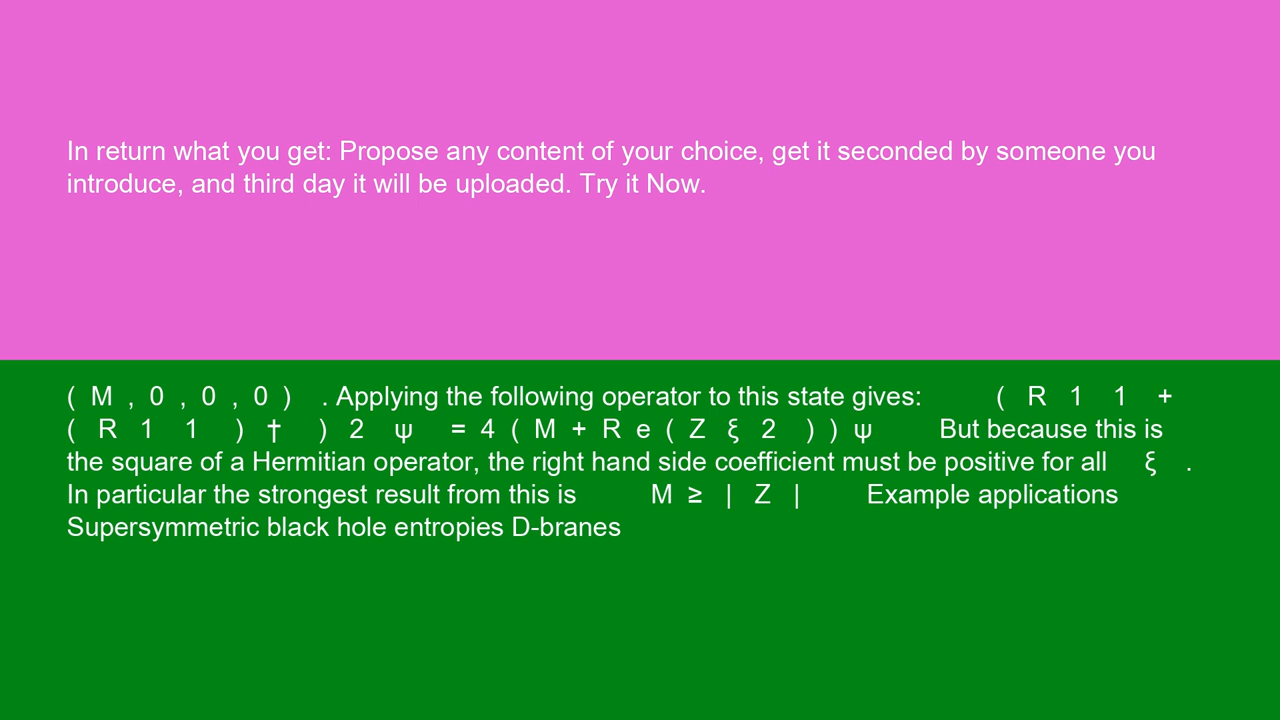 In return what you get: Propose any content of your choice, get it seconded by someone you
introduce, and third day it will be uploaded. Try it Now.
( M , 0 , 0 , 0 ) . Applying the following operator to this state gives: ( R 1 1 +
( R 1 1 ) † ) 2 ψ = 4 ( M + R e ( Z ξ 2 ) ) ψ But because this is
the square of a Hermitian operator, the right hand side coefficient must be positive for all ξ .
In particular the strongest result from this is M ≥ | Z | Example applications
Supersymmetric black hole entropies D-branes